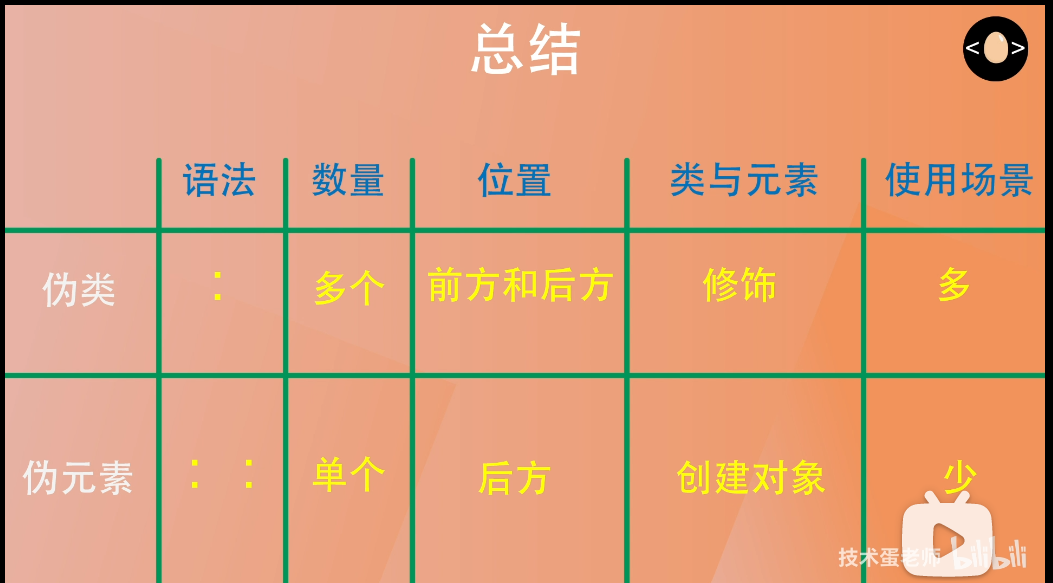 总结
< >
语法 数量 位置 类与元素 使用场景
伪类 : 多个 前方和后方 修饰 多
伪元素 : : 单个 后方 创建对象 少
技术蛋老师 bilibili